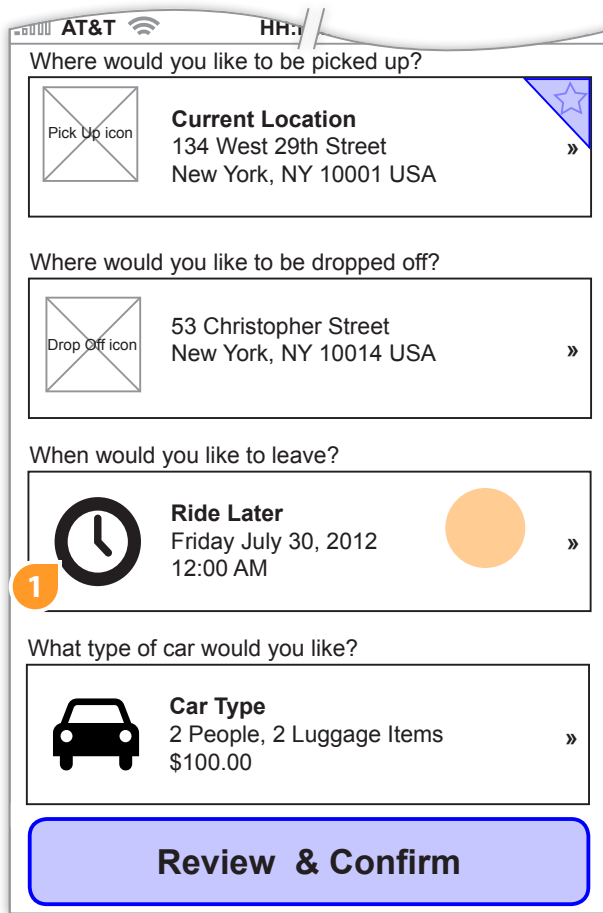 AT&T HH:
Where would you like to be picked up?
Pick Up icon
Current Location
134 West 29th Street
New York, NY 10001 USA
»
Where would you like to be dropped off?
Drop Off icon
53 Christopher Street
New York, NY 10014 USA
»
When would you like to leave?
Ride Later
Friday July 30, 2012
12:00 AM
»
1
What type of car would you like?
Car Type
2 People, 2 Luggage Items
$100.00
»
Review & Confirm